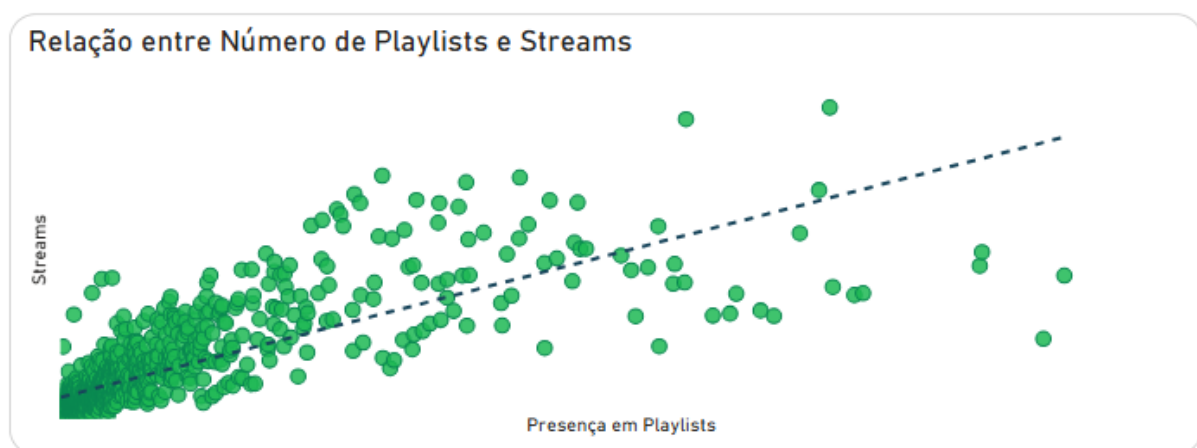 Relação entre Número de Playlists e Streams
Streams
Presença em Playlists